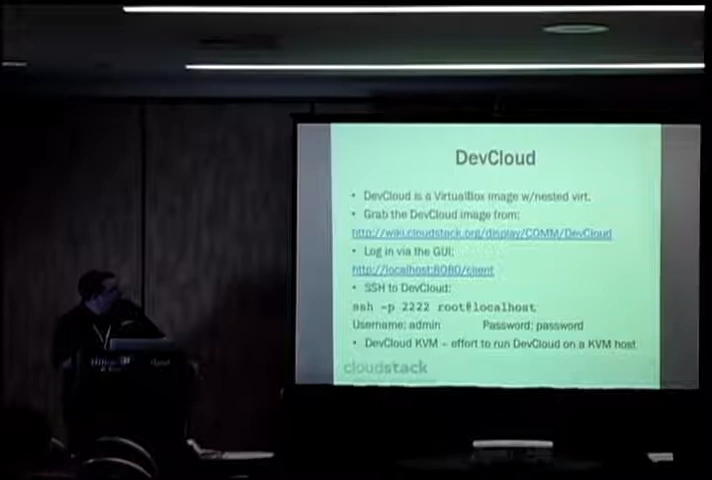 DevCloud
• DevCloud is a VirtualBox image w/nested virt.
• Grab the DevCloud image from:
http://wiki.cloudstack.org/display/COMM/DevCloud
• Log in via the GUI:
http://localhost:8080/client
• SSH to DevCloud:
ssh -p 2222 root@localhost
Username: admin Password: password
• DevCloud KVM – effort to run DevCloud on a KVM host
cloudstack
Hilton